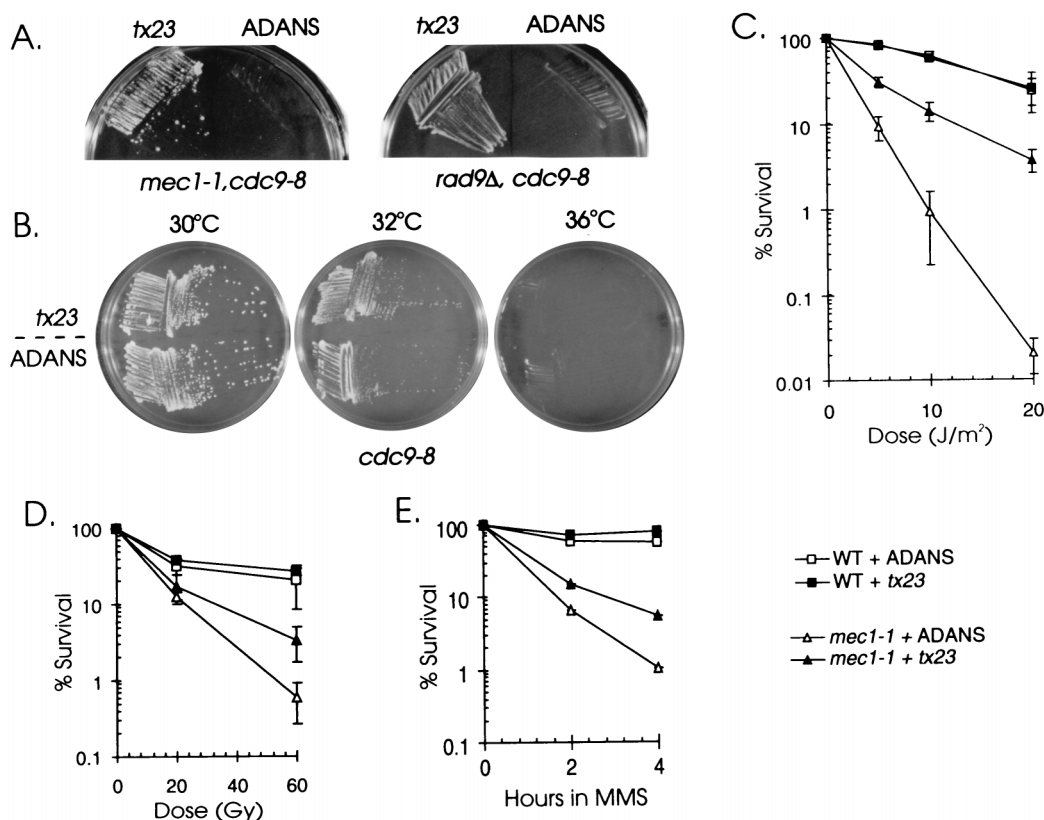 A.
tx23 ADANS
tx23 ADANS
mec1-1,cdc9-8
rad9Δ, cdc9-8
B.
30°C 32°C 36°C
tx23
ADANS
cdc9-8
C.
100
10
1
0.1
0.01
% Survival
0 10 20
Dose (J/m²)
D.
100
10
1
0.1
% Survival
0 20 40 60
Dose (Gy)
E.
100
10
1
0.1
% Survival
0 2 4
Hours in MMS
WT + ADANS
WT + tx23
mec1-1 + ADANS
mec1-1 + tx23